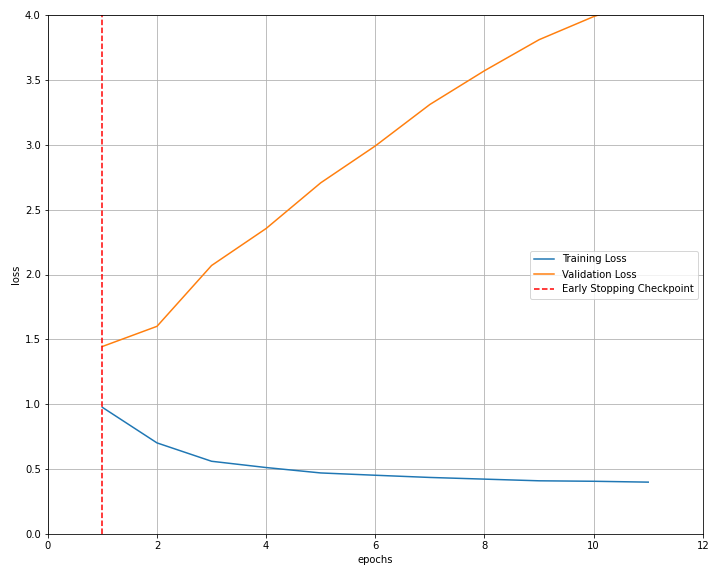 4.0
3.5
3.0
2.5
2.0
1.5
1.0
0.5
0.0
loss
Training Loss
Validation Loss
Early Stopping Checkpoint
0 2 4 6 8 10 12
epochs